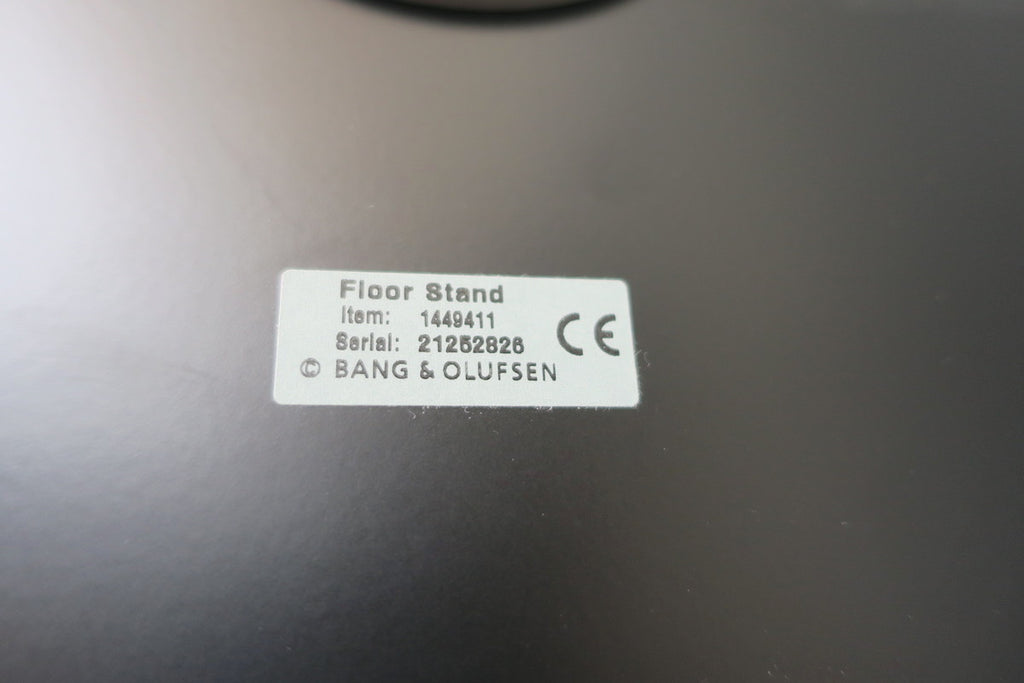 Floor Stand
Item: 1449411
Serial: 21252826
© BANG & OLUFSEN
CE